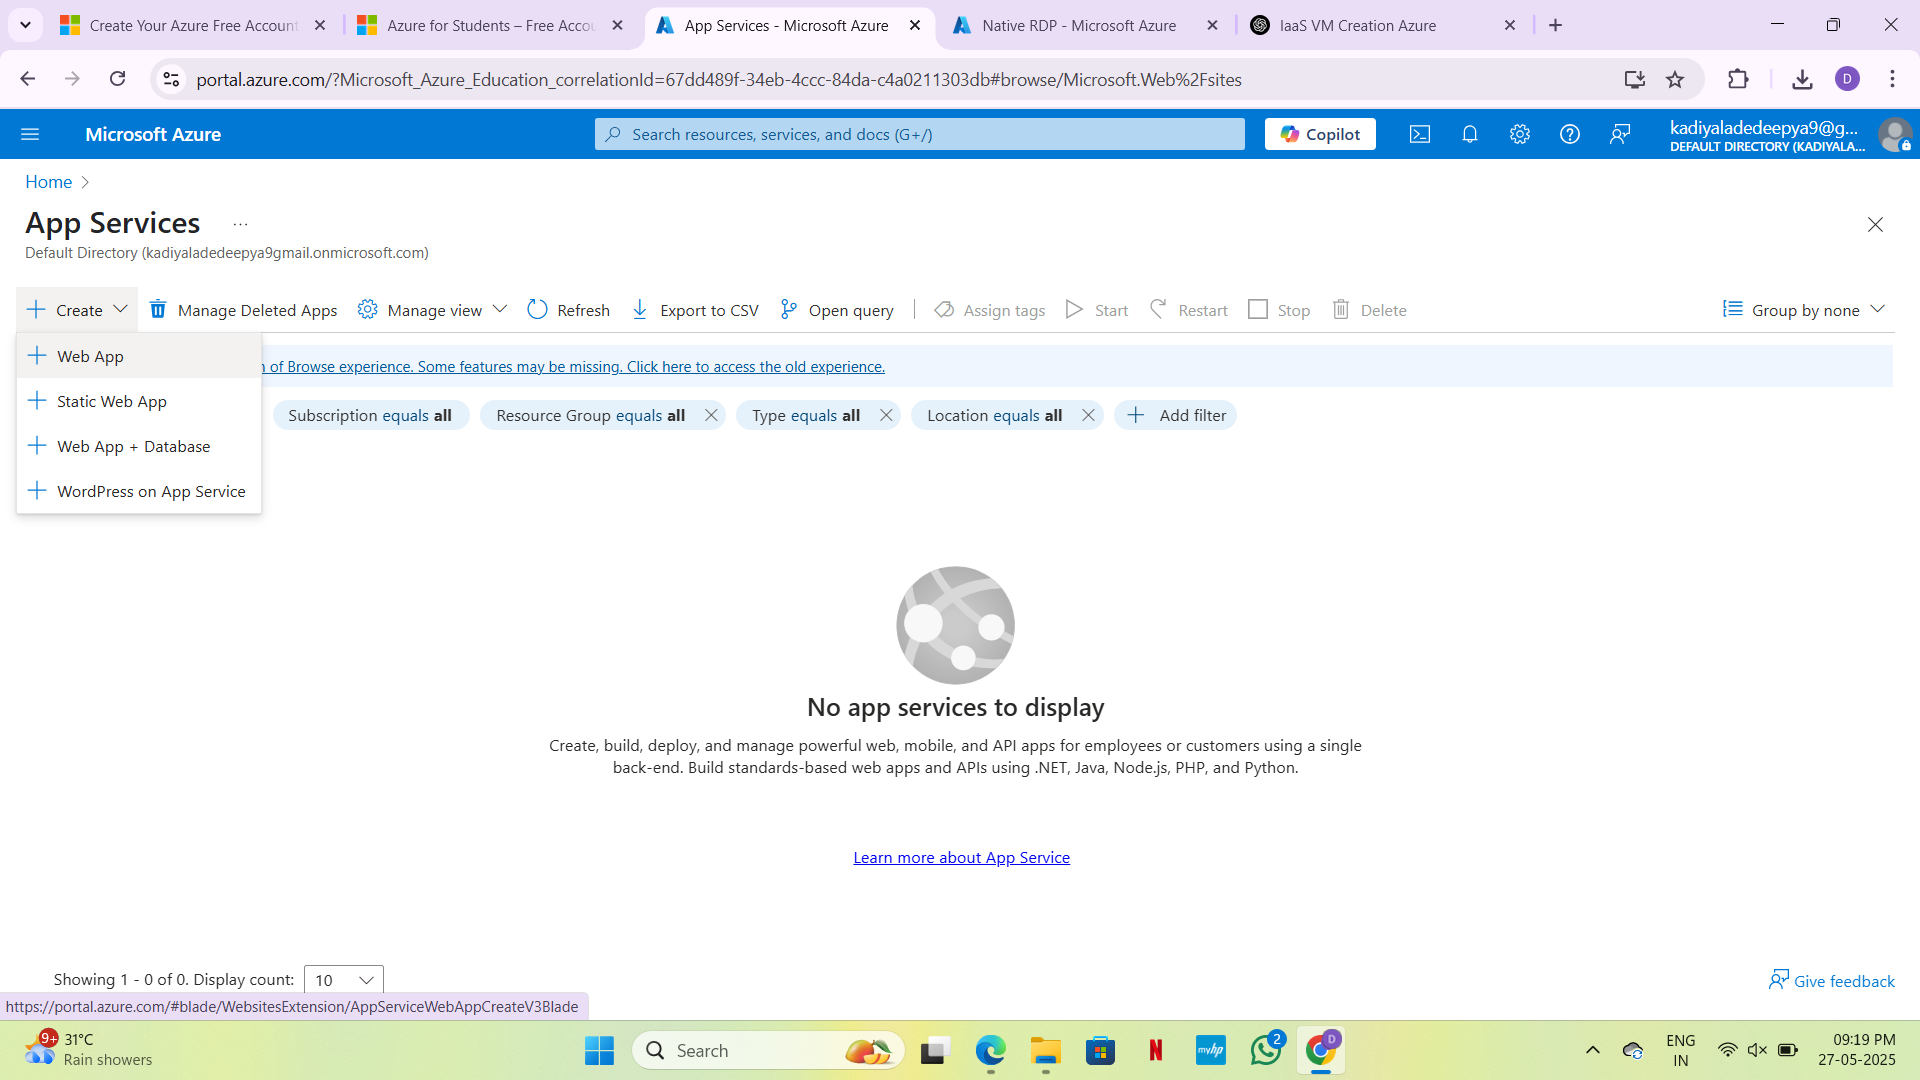 Create Your Azure Free Account
Azure for Students – Free Accou
App Services - Microsoft Azure
Native RDP - Microsoft Azure
IaaS VM Creation Azure
portal.azure.com/?Microsoft_Azure_Education_correlationId=67dd489f-34eb-4ccc-84da-c4a0211303db#browse/Microsoft.Web%2Fsites
D
Microsoft Azure
Search resources, services, and docs (G+/)
Copilot
kadiyaladedeepya9@g...
DEFAULT DIRECTORY (KADIYALA...
Home
App Services
...
Default Directory (kadiyaladedeepya9gmail.onmicrosoft.com)
Create
Manage Deleted Apps
Manage view
Refresh
Export to CSV
Open query
Assign tags
Start
Restart
Stop
Delete
Group by none
Web App
of Browse experience. Some features may be missing. Click here to access the old experience.
Static Web App
Subscription equals all
Resource Group equals all
Type equals all
Location equals all
Add filter
Web App + Database
WordPress on App Service
No app services to display
Create, build, deploy, and manage powerful web, mobile, and API apps for employees or customers using a single
back-end. Build standards-based web apps and APIs using .NET, Java, Node.js, PHP, and Python.
Learn more about App Service
Showing 1 - 0 of 0. Display count:
10
Give feedback
https://portal.azure.com/#blade/WebsitesExtension/AppServiceWebAppCreateV3Blade
9+
31°C
Rain showers
Search
N
myhp
2
D
ENG
IN
09:19 PM
27-05-2025